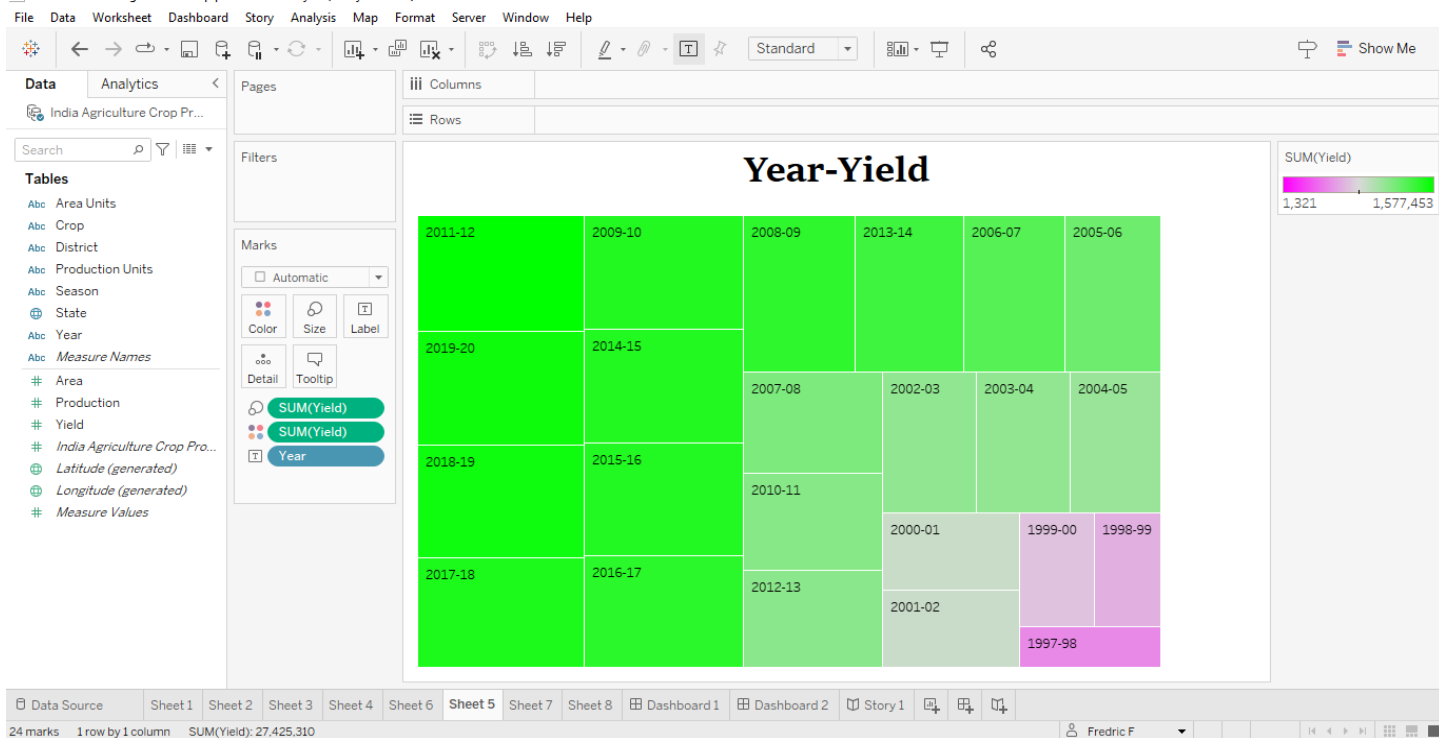 File Data Worksheet Dashboard Story Analysis Map Format Server Window Help
Standard
Show Me
Data Analytics
India Agriculture Crop Pr...
Search
Tables
Abc Area Units
Abc Crop
Abc District
Abc Production Units
Abc Season
State
Abc Year
Abc Measure Names
# Area
# Production
# Yield
# India Agriculture Crop Pro...
Latitude (generated)
Longitude (generated)
# Measure Values
Pages
Filters
Marks
Automatic
Color Size Label
Detail Tooltip
SUM(Yield)
SUM(Yield)
Year
iii Columns
Rows
Year-Yield
2011-12 2009-10 2008-09 2013-14 2006-07 2005-06
2019-20 2014-15
2007-08 2002-03 2003-04 2004-05
2018-19 2015-16
2010-11
2000-01 1999-00 1998-99
2017-18 2016-17
2012-13
2001-02
1997-98
SUM(Yield)
1,321 1,577,453
Data Source Sheet 1 Sheet 2 Sheet 3 Sheet 4 Sheet 6 Sheet 5 Sheet 7 Sheet 8 Dashboard 1 Dashboard 2 Story 1
24 marks 1 row by 1 column SUM(Yield): 27,425,310 Fredric F